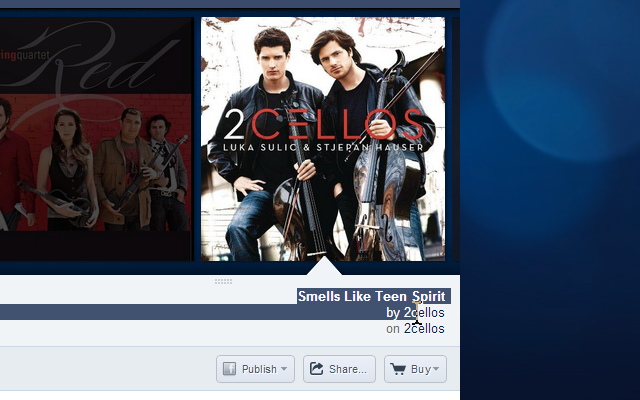 ringquartet
Red
2CELLOS
LUKA SULIC & STJEPAN HAUSER
Smells Like Teen Spirit
by 2cellos
on 2cellos
Publish
Share...
Buy